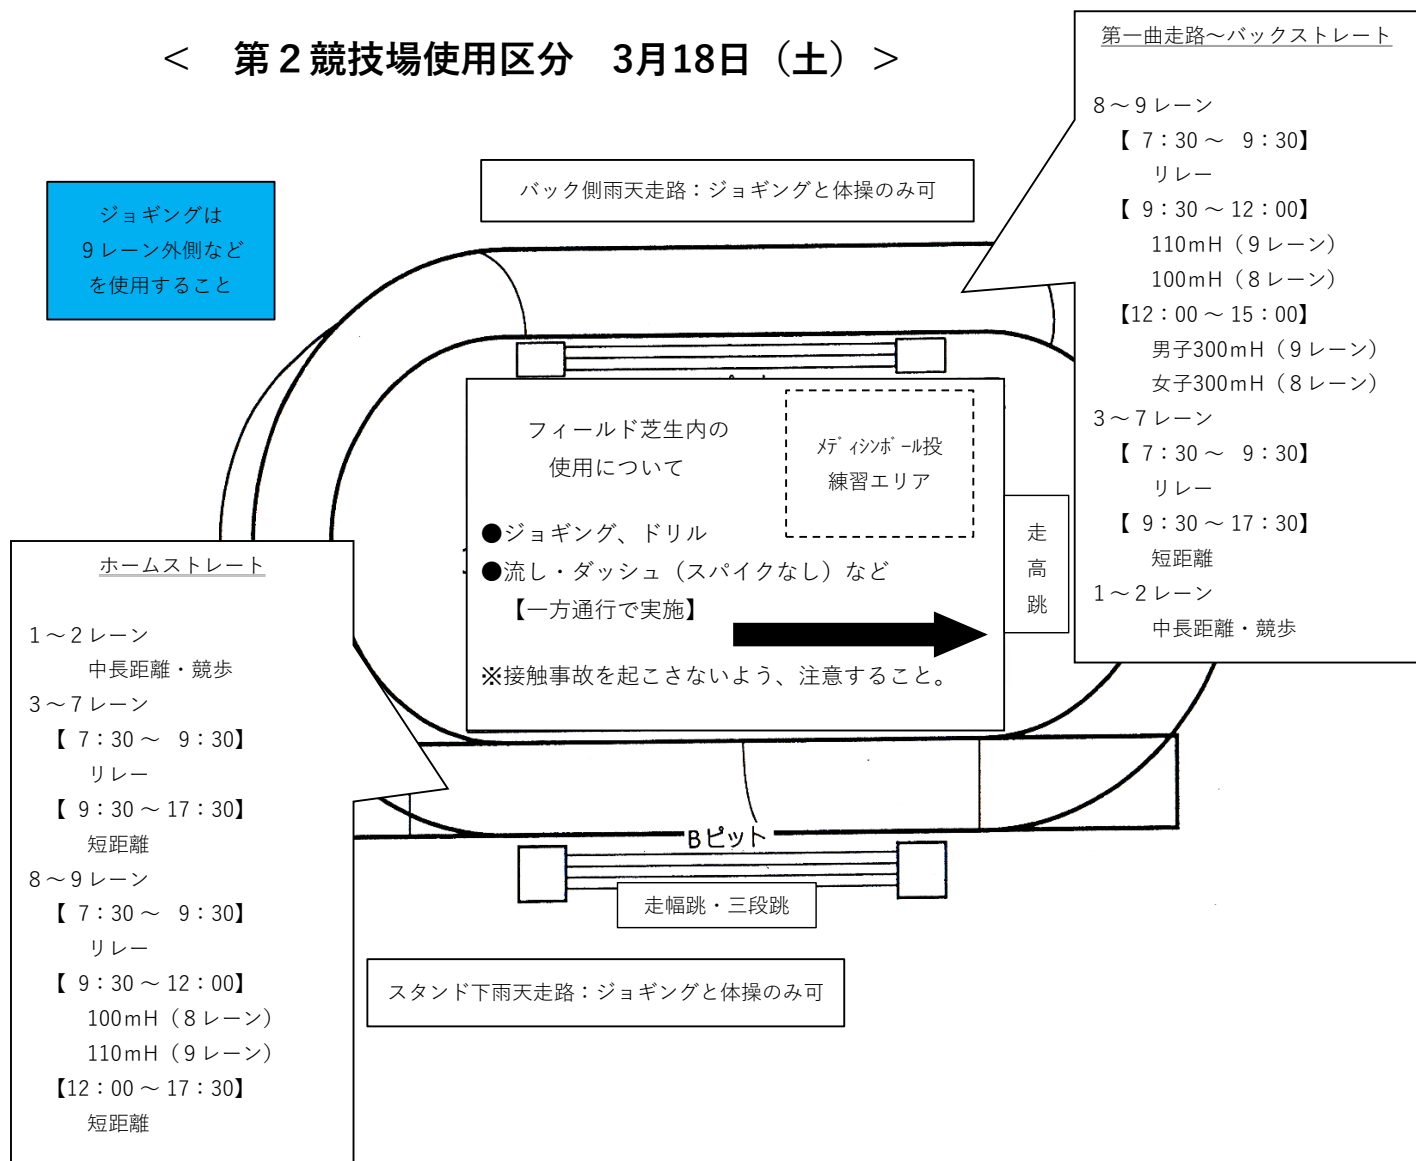 ＜　第２競技場使用区分　3月18日（土）＞
第一曲走路～バックストレート
8～9レーン
【 7：30～ 9：30】
リレー
【 9：30～12：00】
110mH（9レーン）
100mH（8レーン）
【12：00～15：00】
男子300mH（9レーン）
女子300mH（8レーン）
3～7レーン
【 7：30～ 9：30】
リレー
【 9：30～17：30】
短距離
1～2レーン
中長距離・競歩
バック側雨天走路：ジョギングと体操のみ可
ジョギングは
9レーン外側など
を使用すること
フィールド芝生内の
使用について
ﾒﾃﾞｨｼﾝﾎﾞｰﾙ投
練習エリア
●ジョギング、ドリル
●流し・ダッシュ（スパイクなし）など
【一方通行で実施】
※接触事故を起こさないよう、注意すること。
走
高
跳
ホームストレート
1～2レーン
中長距離・競歩
3～7レーン
【 7：30～ 9：30】
リレー
【 9：30～17：30】
短距離
8～9レーン
【 7：30～ 9：30】
リレー
【 9：30～12：00】
100mH（8レーン）
110mH（9レーン）
【12：00～17：30】
短距離
Bピット
走幅跳・三段跳
スタンド下雨天走路：ジョギングと体操のみ可